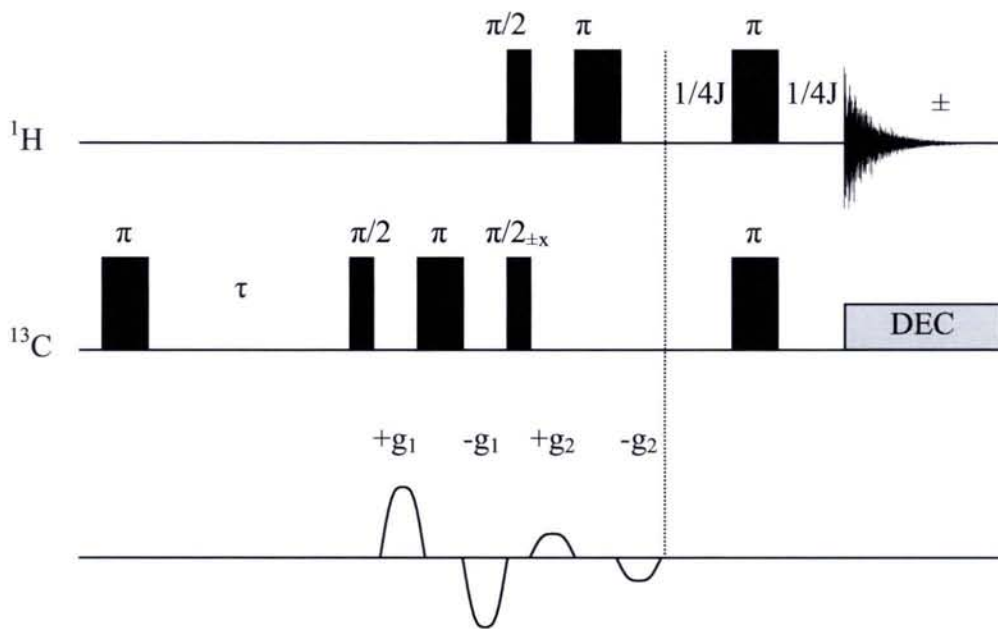 π/2 π π
1/4J 1/4J ±
¹H
π π/2 π π/2±x π
τ
¹³C DEC
+g₁ -g₁ +g₂ -g₂